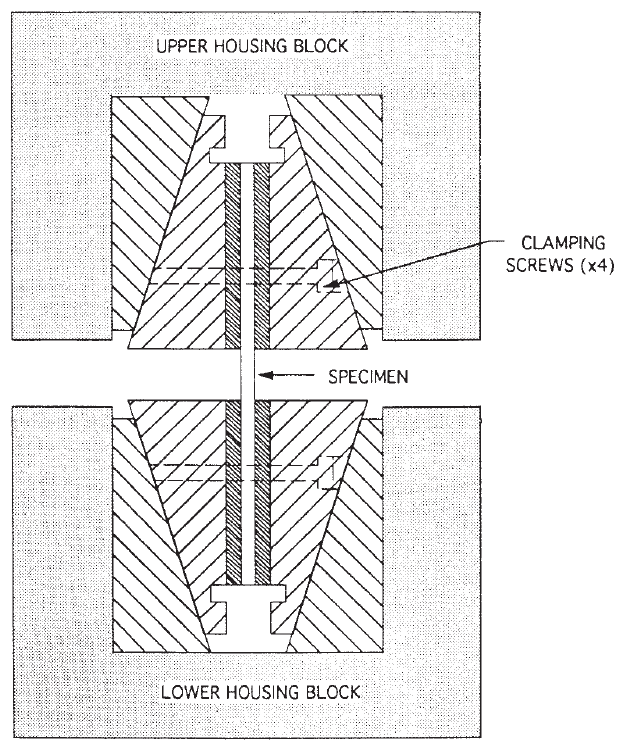 UPPER HOUSING BLOCK
CLAMPING
SCREWS (x4)
SPECIMEN
LOWER HOUSING BLOCK